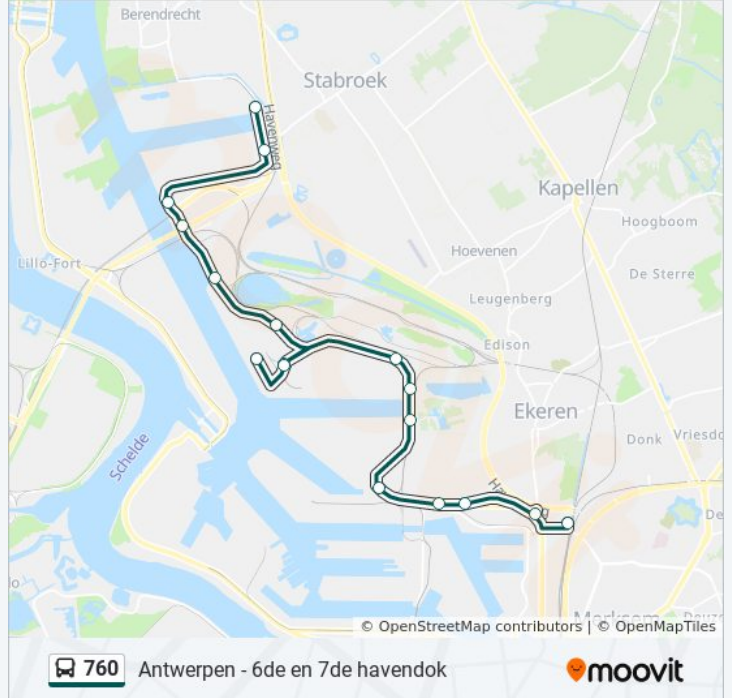 Berendrecht
Stabroek
Havenweg
Kapellen
Hoogboom
Hoevenen
Lillo-Fort
De Sterre
Leugenberg
Edison
Ekeren
Donk
Schelde
De
© OpenStreetMap contributors | © OpenMapTiles
760 Antwerpen - 6de en 7de havendok moovit